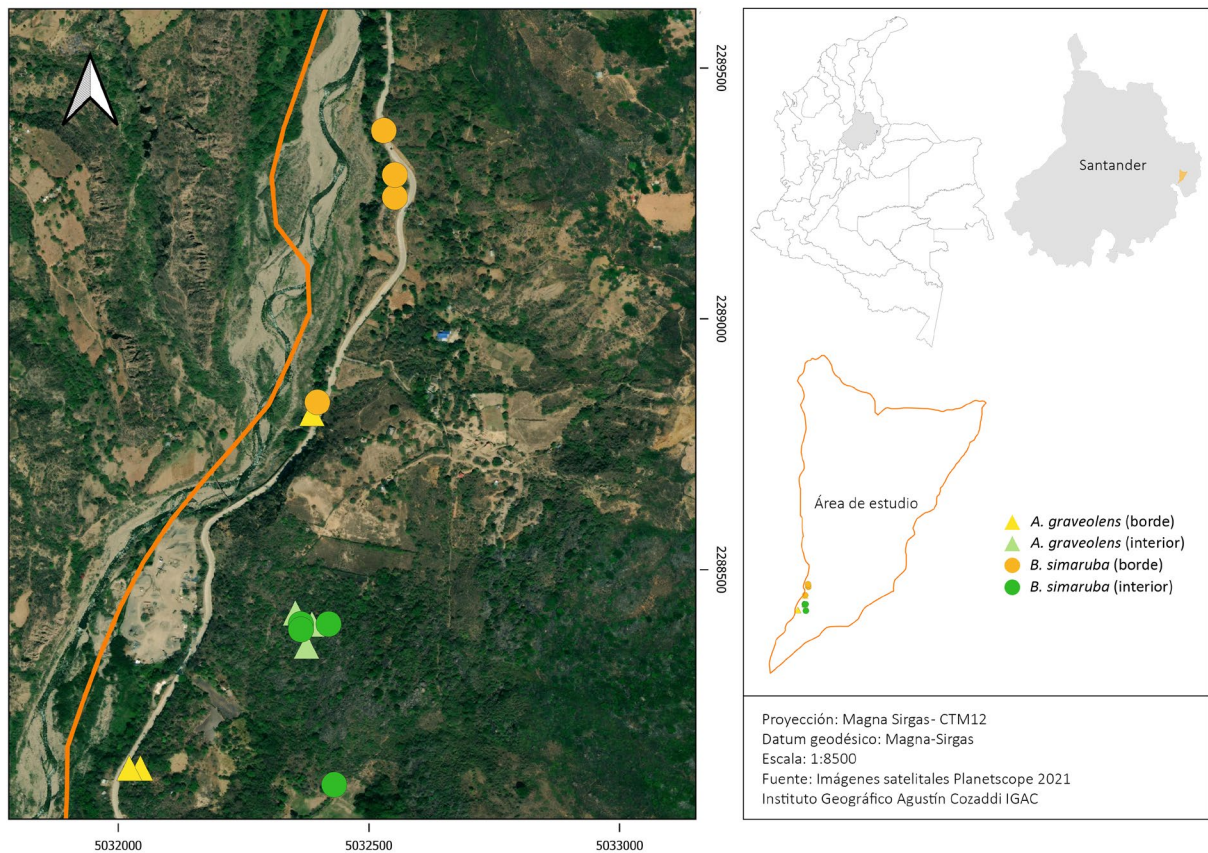 2289500
2289000
2288500
5032000
5032500
5033000
Santander
Área de estudio
A. graveolens (borde)
A. graveolens (interior)
B. simaruba (borde)
B. simaruba (interior)
Proyección: Magna Sirgas- CTM12
Datum geodésico: Magna-Sirgas
Escala: 1:8500
Fuente: Imágenes satelitales Planetscope 2021
Instituto Geográfico Agustín Cozaddi IGAC